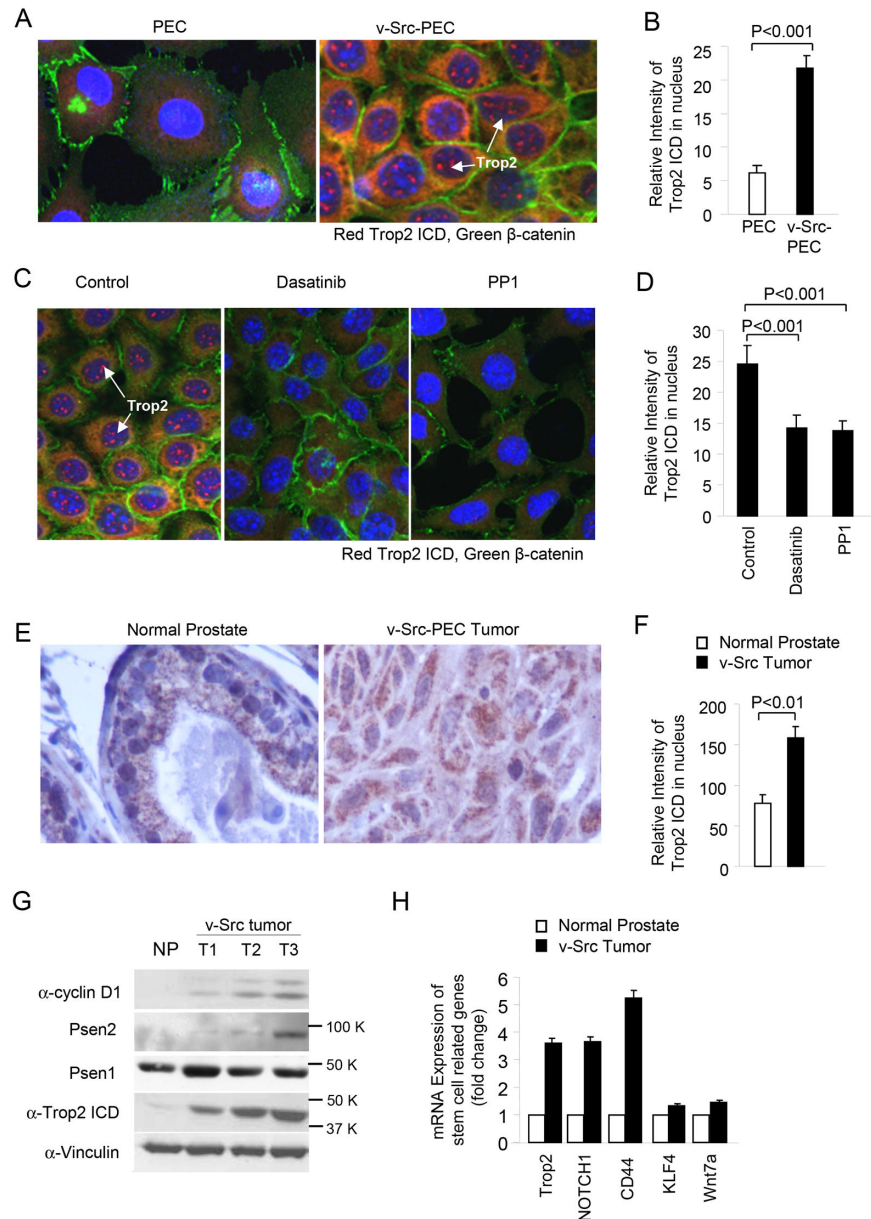 A
PEC
v-Src-PEC
Trop2
Red Trop2 ICD, Green β-catenin
B
P<0.001
Relative Intensity of
Trop2 ICD in nucleus
25
20
15
10
5
0
PEC
v-Src-
PEC
C
Control
Dasatinib
PP1
Trop2
Red Trop2 ICD, Green β-catenin
D
P<0.001
P<0.001
Relative Intensity of
Trop2 ICD in nucleus
30
25
20
15
10
5
0
Control
Dasatinib
PP1
E
Normal Prostate
v-Src-PEC Tumor
F
Normal Prostate
v-Src Tumor
P<0.01
Relative Intensity of
Trop2 ICD in nucleus
200
150
100
50
0
G
v-Src tumor
NP T1 T2 T3
α-cyclin D1
Psen2
100 K
Psen1
50 K
α-Trop2 ICD
50 K
37 K
α-Vinculin
H
Normal Prostate
v-Src Tumor
mRNA Expression of
stem cell related genes
(fold change)
6
5
4
3
2
1
0
Trop2
NOTCH1
CD44
KLF4
Wnt7a